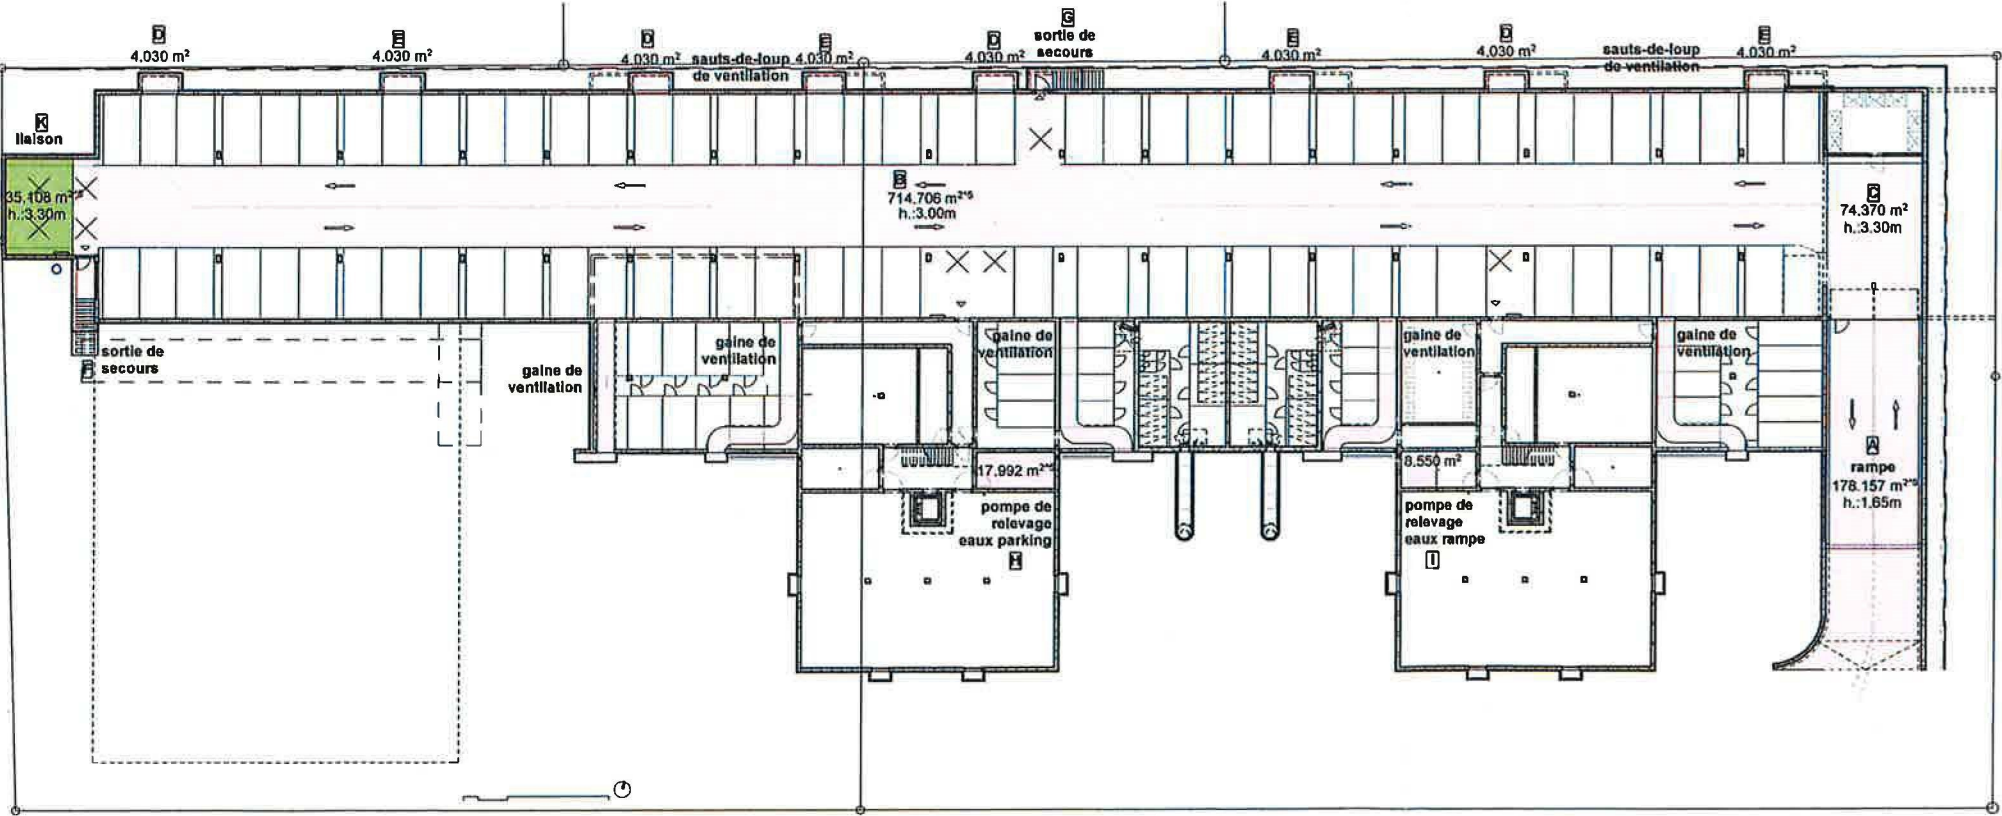 D
4.030 m²
E
4.030 m²
D
4.030 m²
sauts-de-loup
de ventilation
E
4.030 m²
D
4.030 m²
G
sortie de
secours
E
4.030 m²
D
4.030 m²
sauts-de-loup
de ventilation
E
4.030 m²
K
liaison
35.108 m²*⁵
h.:3.30m
B
714.706 m²*⁵
h.:3.00m
C
74.370 m²
h.:3.30m
sortie de
secours
F
gaine de
ventilation
gaine de
ventilation
gaine de
ventilation
gaine de
ventilation
gaine de
ventilation
17.992 m²*⁵
pompe de
relevage
eaux parking
H
8.550 m²
pompe de
relevage
eaux rampe
I
A
rampe
178.157 m²*⁵
h.:1.65m